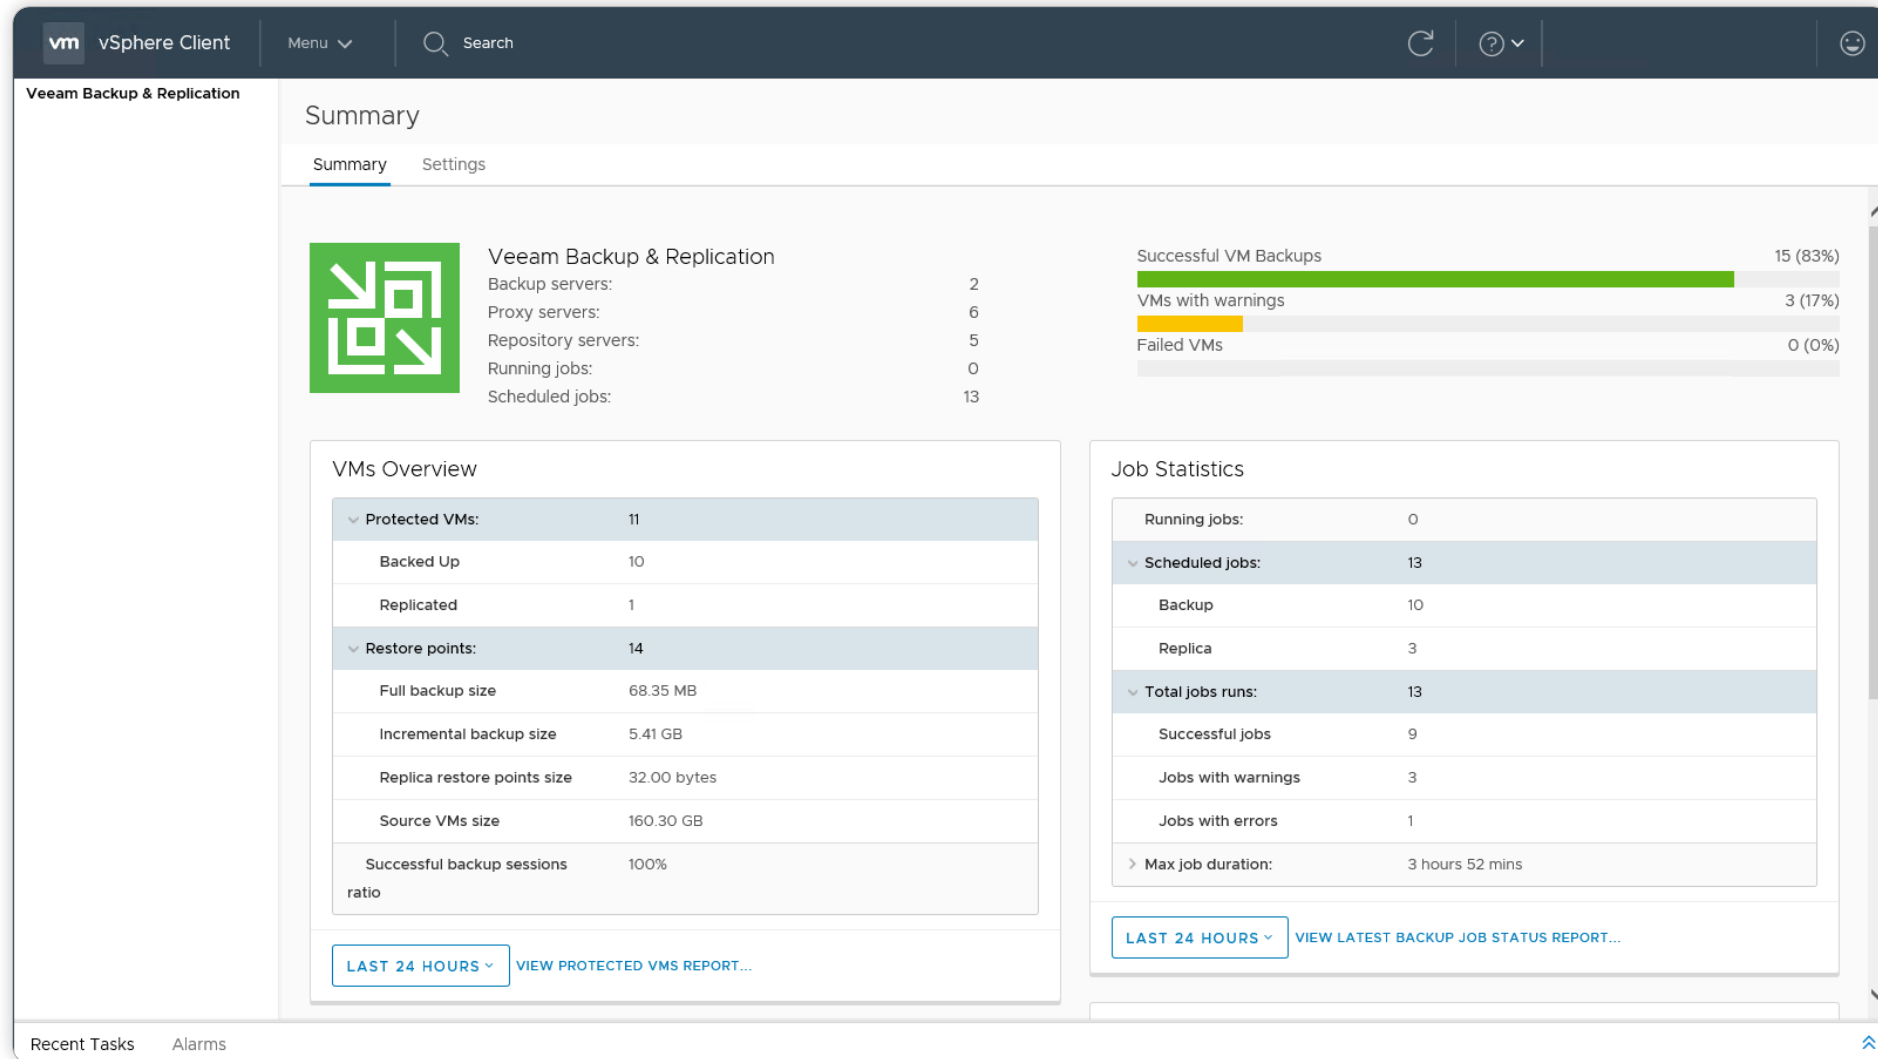 vm vSphere Client Menu Search
Veeam Backup & Replication
Summary
Summary Settings
Veeam Backup & Replication
Backup servers: 2
Proxy servers: 6
Repository servers: 5
Running jobs: 0
Scheduled jobs: 13
Successful VM Backups 15 (83%)
VMs with warnings 3 (17%)
Failed VMs 0 (0%)
VMs Overview
Protected VMs: 11
Backed Up 10
Replicated 1
Restore points: 14
Full backup size 68.35 MB
Incremental backup size 5.41 GB
Replica restore points size 32.00 bytes
Source VMs size 160.30 GB
Successful backup sessions 100%
ratio
LAST 24 HOURS VIEW PROTECTED VMS REPORT...
Job Statistics
Running jobs: 0
Scheduled jobs: 13
Backup 10
Replica 3
Total jobs runs: 13
Successful jobs 9
Jobs with warnings 3
Jobs with errors 1
Max job duration: 3 hours 52 mins
LAST 24 HOURS VIEW LATEST BACKUP JOB STATUS REPORT...
Recent Tasks Alarms